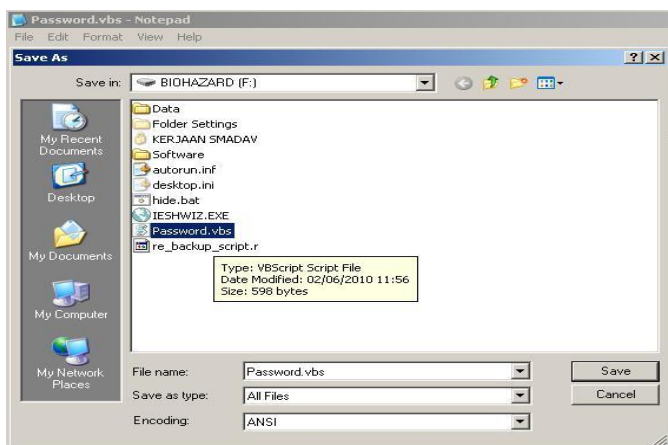 Password.vbs - Notepad
File Edit Format View Help
Save As
Save in: BIOHAZARD (F:)
My Recent Documents
Desktop
My Documents
My Computer
My Network Places
Data
Folder Settings
KERJAAN SMADAV
Software
autorun.inf
desktop.ini
hide.bat
IESHWIZ.EXE
Password.vbs
re_backup_script.r
Type: VBScript Script File
Date Modified: 02/06/2010 11:56
Size: 598 bytes
File name: Password.vbs Save
Save as type: All Files Cancel
Encoding: ANSI